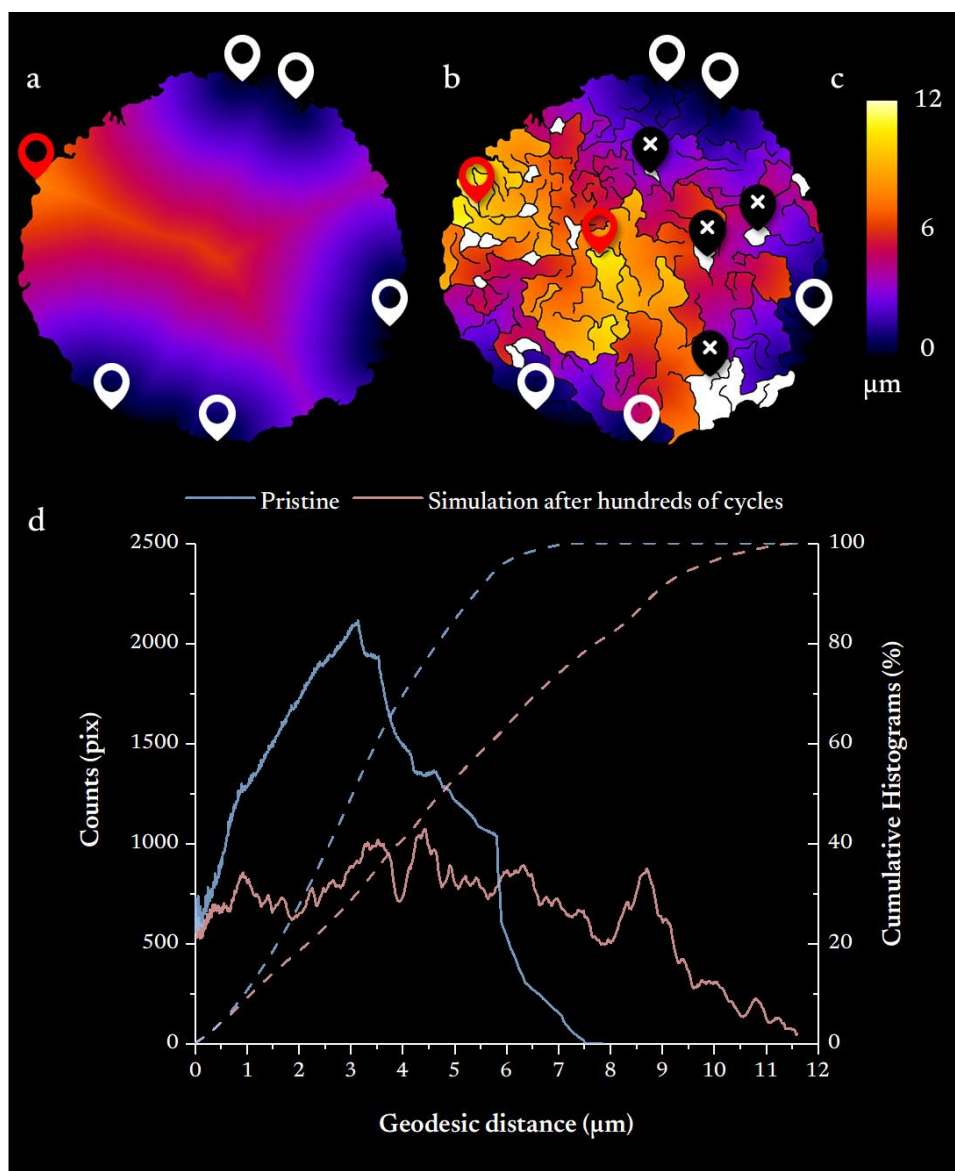 a
b
c
12
6
0
µm
Pristine
Simulation after hundreds of cycles
d
2500
2000
1500
1000
500
0
Counts (pix)
100
80
60
40
20
0
Cumulative Histograms (%)
0 1 2 3 4 5 6 7 8 9 10 11 12
Geodesic distance (µm)